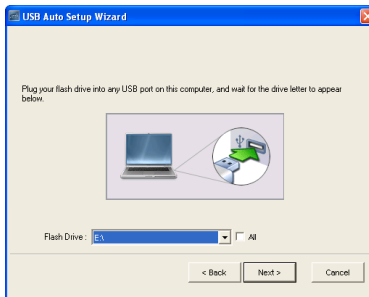 USB Auto Setup Wizard
Plug your flash drive into any USB port on this computer, and wait for the drive letter to appear
below.
Flash Drive : E:\ All
< Back Next > Cancel